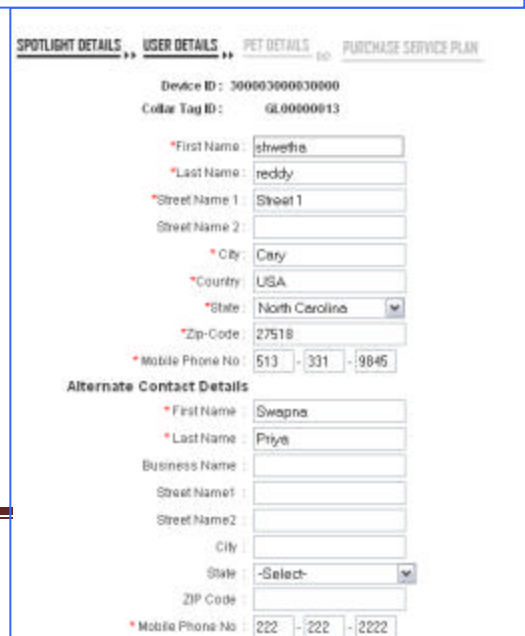 SPOTLIGHT DETAILS >> USER DETAILS >> PET DETAILS >> PURCHASE SERVICE PLAN
Device ID : 300003000030000
Collar Tag ID : GL00000013
*First Name : shwetha
*Last Name : reddy
*Street Name 1 : Street 1
Street Name 2 :
* City : Cary
*Country : USA
*State : North Carolina
*Zip-Code : 27518
* Mobile Phone No : 513 - 331 - 9845
Alternate Contact Details
* First Name : Swapna
* Last Name : Priya
Business Name :
Street Name1 :
Street Name2 :
City :
State : -Select-
ZIP Code :
* Mobile Phone No : 222 - 222 - 2222